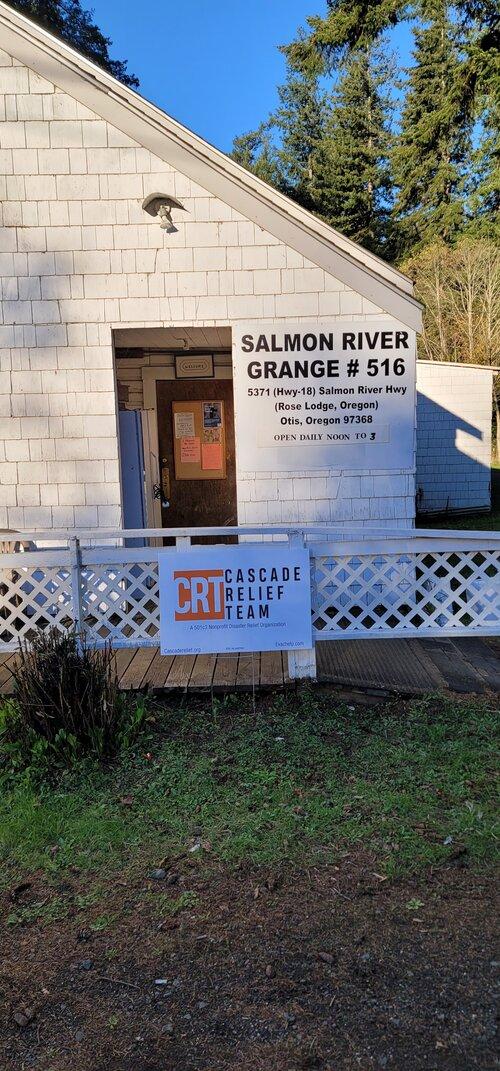 WELCOME
SALMON RIVER
GRANGE # 516
5371 (Hwy-18) Salmon River Hwy
(Rose Lodge, Oregon)
Otis, Oregon 97368
OPEN DAILY NOON TO 3
CRT CASCADE
RELIEF
TEAM
A 501c3 Nonprofit Disaster Relief Organization
Cascaderelief.org